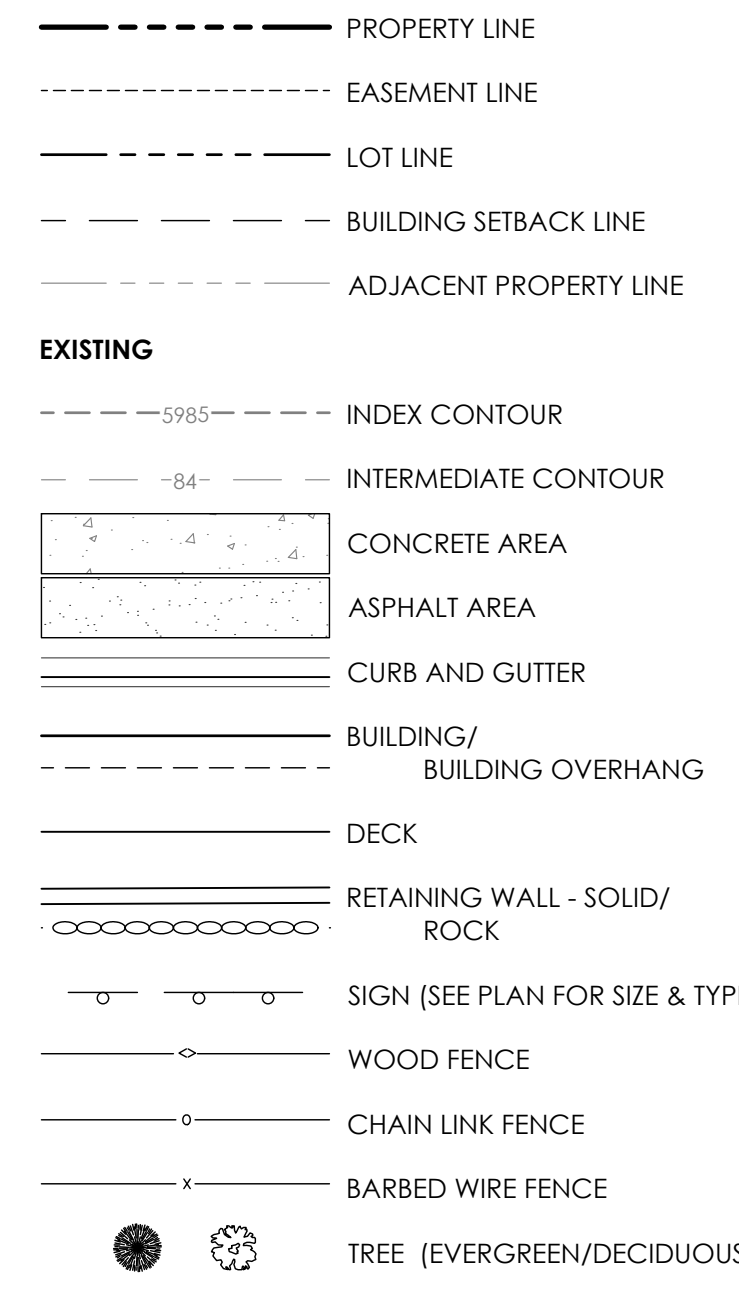 PROPERTY LINE
EASEMENT LINE
LOT LINE
BUILDING SETBACK LINE
ADJACENT PROPERTY LINE
EXISTING
5985 INDEX CONTOUR
84 INTERMEDIATE CONTOUR
CONCRETE AREA
ASPHALT AREA
CURB AND GUTTER
BUILDING/
BUILDING OVERHANG
DECK
RETAINING WALL - SOLID/
ROCK
SIGN (SEE PLAN FOR SIZE & TYP
WOOD FENCE
O CHAIN LINK FENCE
X BARBED WIRE FENCE
TREE (EVERGREEN/DECIDUOUS